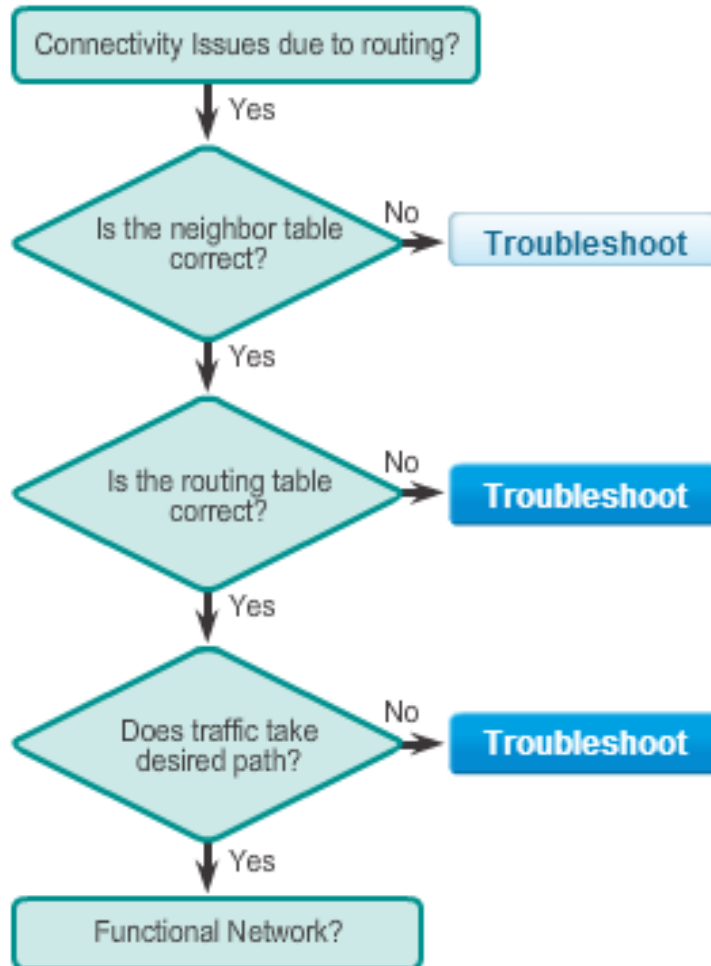 Connectivity Issues due to routing?
Yes
Is the neighbor table
correct?
No
Troubleshoot
Yes
Is the routing table
correct?
No
Troubleshoot
Yes
Does traffic take
desired path?
No
Troubleshoot
Yes
Functional Network?